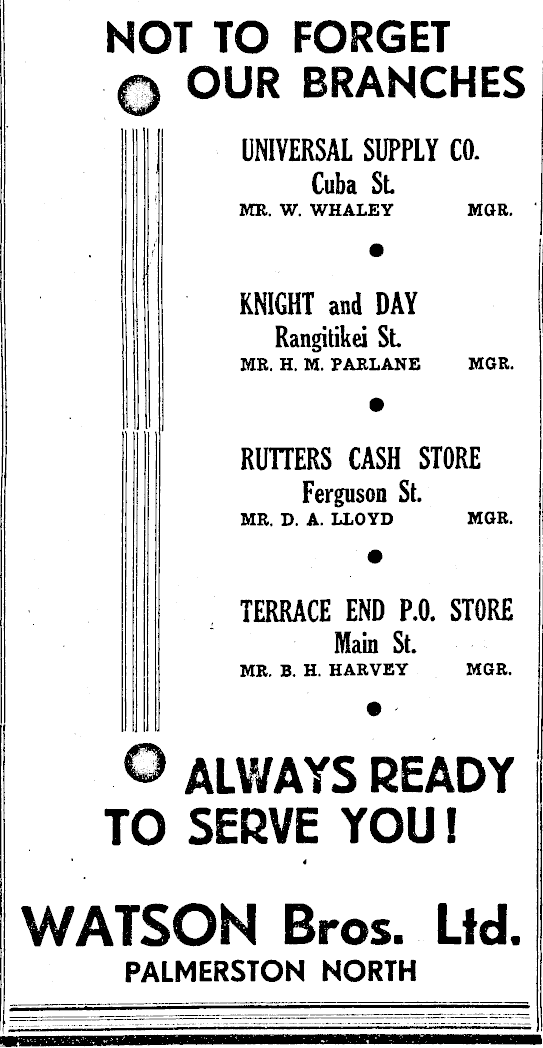 NOT TO FORGET
OUR BRANCHES
UNIVERSAL SUPPLY CO.
Cuba St.
MR. W. WHALEY MGR.
KNIGHT and DAY
Rangitikei St.
MR. H. M. PARLANE MGR.
RUTTERS CASH STORE
Ferguson St.
MR. D. A. LLOYD MGR.
TERRACE END P.O. STORE
Main St.
MR. B. H. HARVEY MGR.
ALWAYS READY
TO SERVE YOU!
WATSON Bros. Ltd.
PALMERSTON NORTH